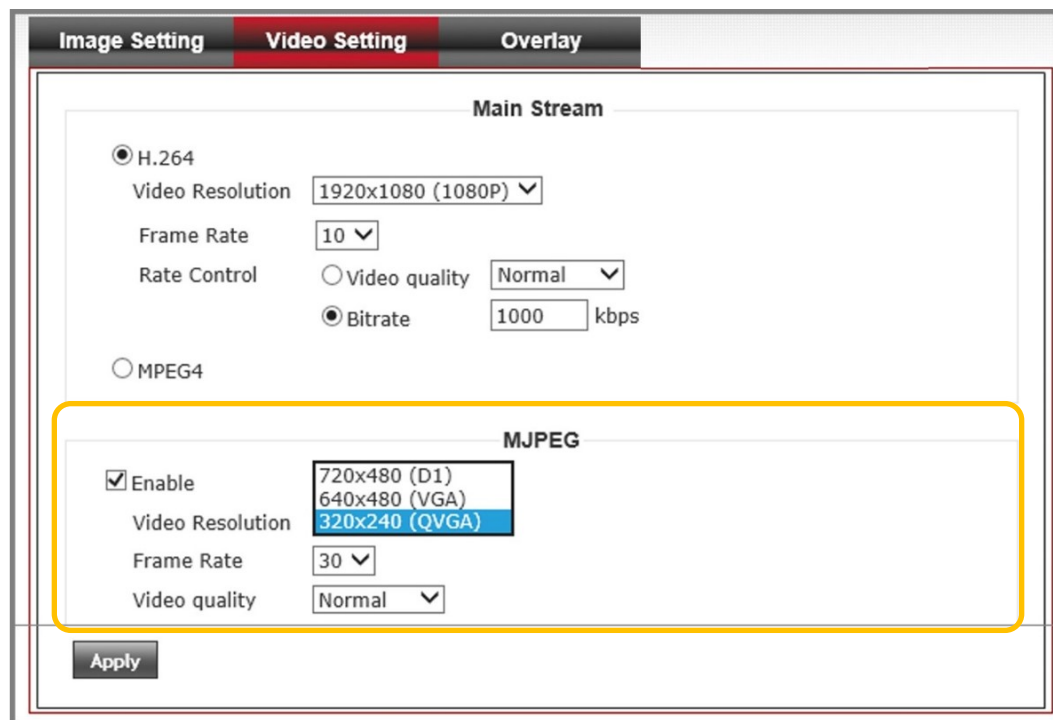 Image Setting Video Setting Overlay
Main Stream
H.264
Video Resolution 1920x1080 (1080P)
Frame Rate 10
Rate Control Video quality Normal
Bitrate 1000 kbps
MPEG4
MJPEG
720x480 (D1)
Enable
640x480 (VGA)
Video Resolution 320x240 (QVGA)
Frame Rate 30
Video quality Normal
Apply